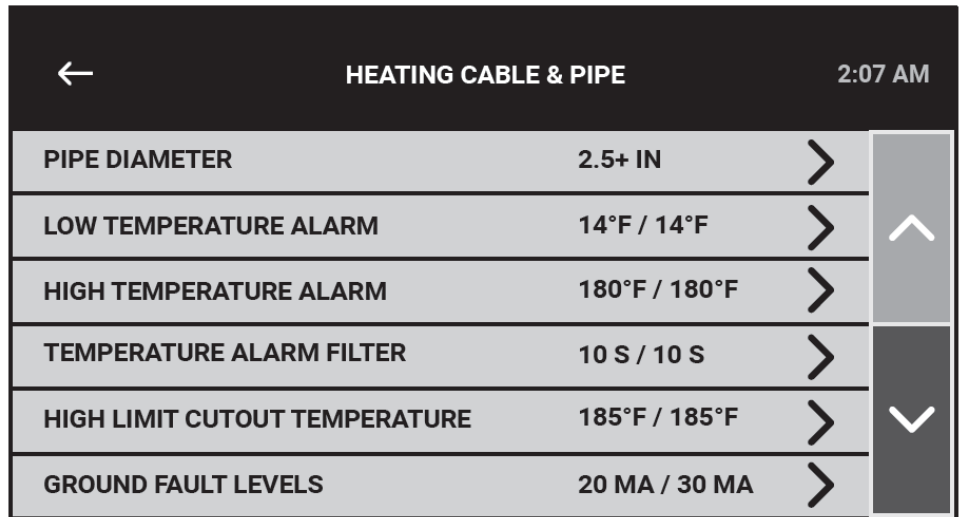 HEATING CABLE & PIPE 2:07 AM
PIPE DIAMETER 2.5+ IN
LOW TEMPERATURE ALARM 14°F / 14°F
HIGH TEMPERATURE ALARM 180°F / 180°F
TEMPERATURE ALARM FILTER 10 S / 10 S
HIGH LIMIT CUTOUT TEMPERATURE 185°F / 185°F
GROUND FAULT LEVELS 20 MA / 30 MA